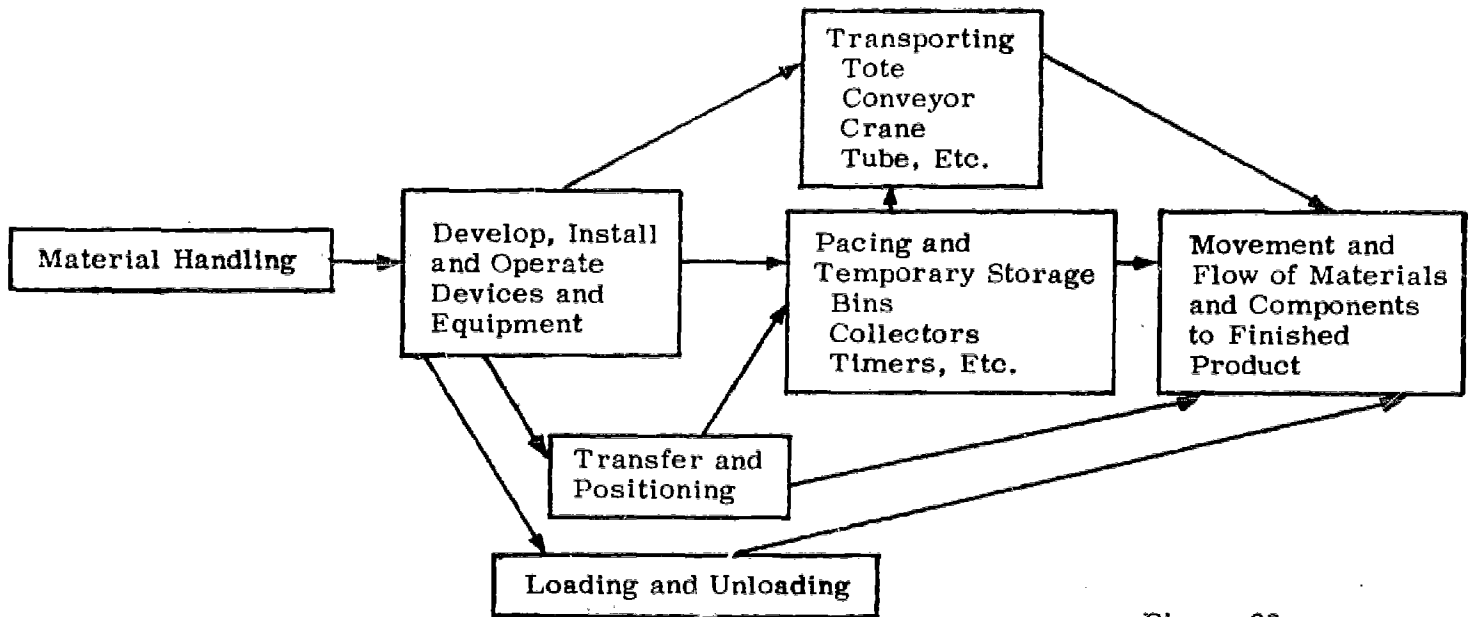 Transporting
Tote
Conveyor
Crane
Tube, Etc.
Material Handling
Develop, Install
and Operate
Devices and
Equipment
Pacing and
Temporary Storage
Bins
Collectors
Timers, Etc.
Movement and
Flow of Materials
and Components
to Finished
Product
Transfer and
Positioning
Loading and Unloading